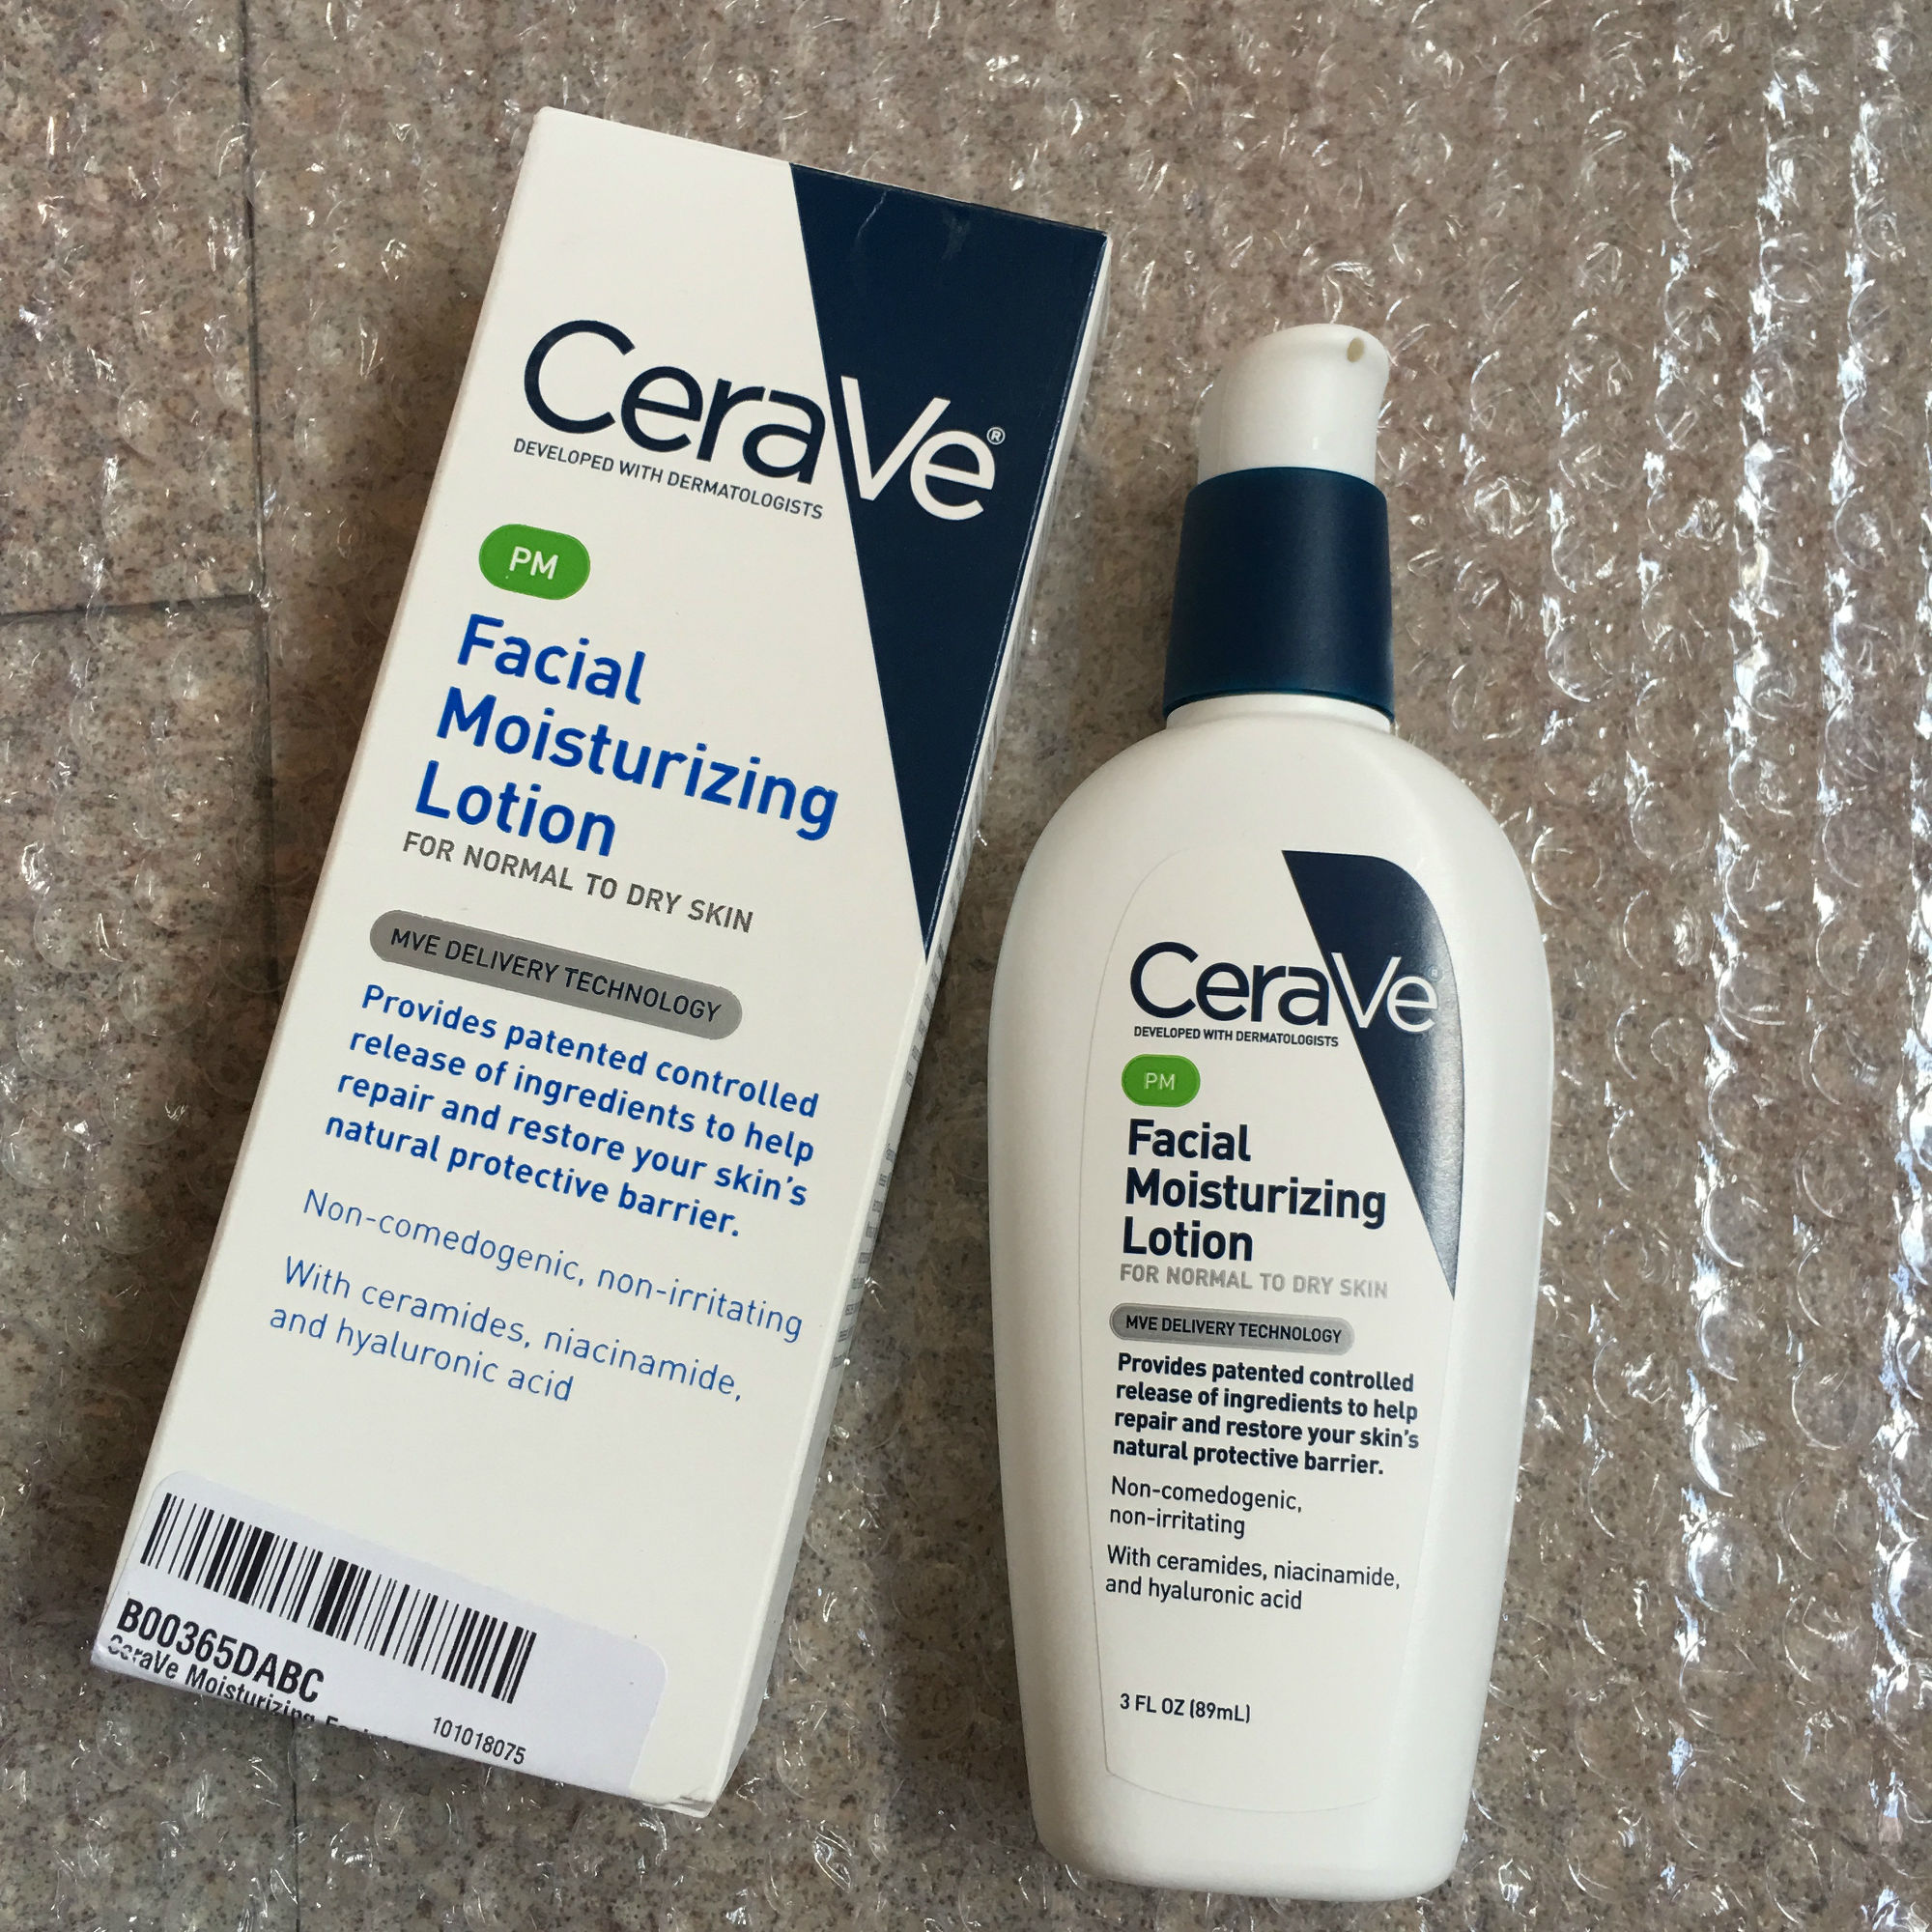 CeraVe®
DEVELOPED WITH DERMATOLOGISTS
PM
Facial
Moisturizing
Lotion
FOR NORMAL TO DRY SKIN
MVE DELIVERY TECHNOLOGY
Provides patented controlled
release of ingredients to help
repair and restore your skin's
natural protective barrier.
Non-comedogenic, non-irritating
With ceramides, niacinamide,
and hyaluronic acid
B00365DABC
CeraVe Moisturizing
101018075
CeraVe®
DEVELOPED WITH DERMATOLOGISTS
PM
Facial
Moisturizing
Lotion
FOR NORMAL TO DRY SKIN
MVE DELIVERY TECHNOLOGY
Provides patented controlled
release of ingredients to help
repair and restore your skin's
natural protective barrier.
Non-comedogenic,
non-irritating
With ceramides, niacinamide,
and hyaluronic acid
3 FL OZ (89mL)